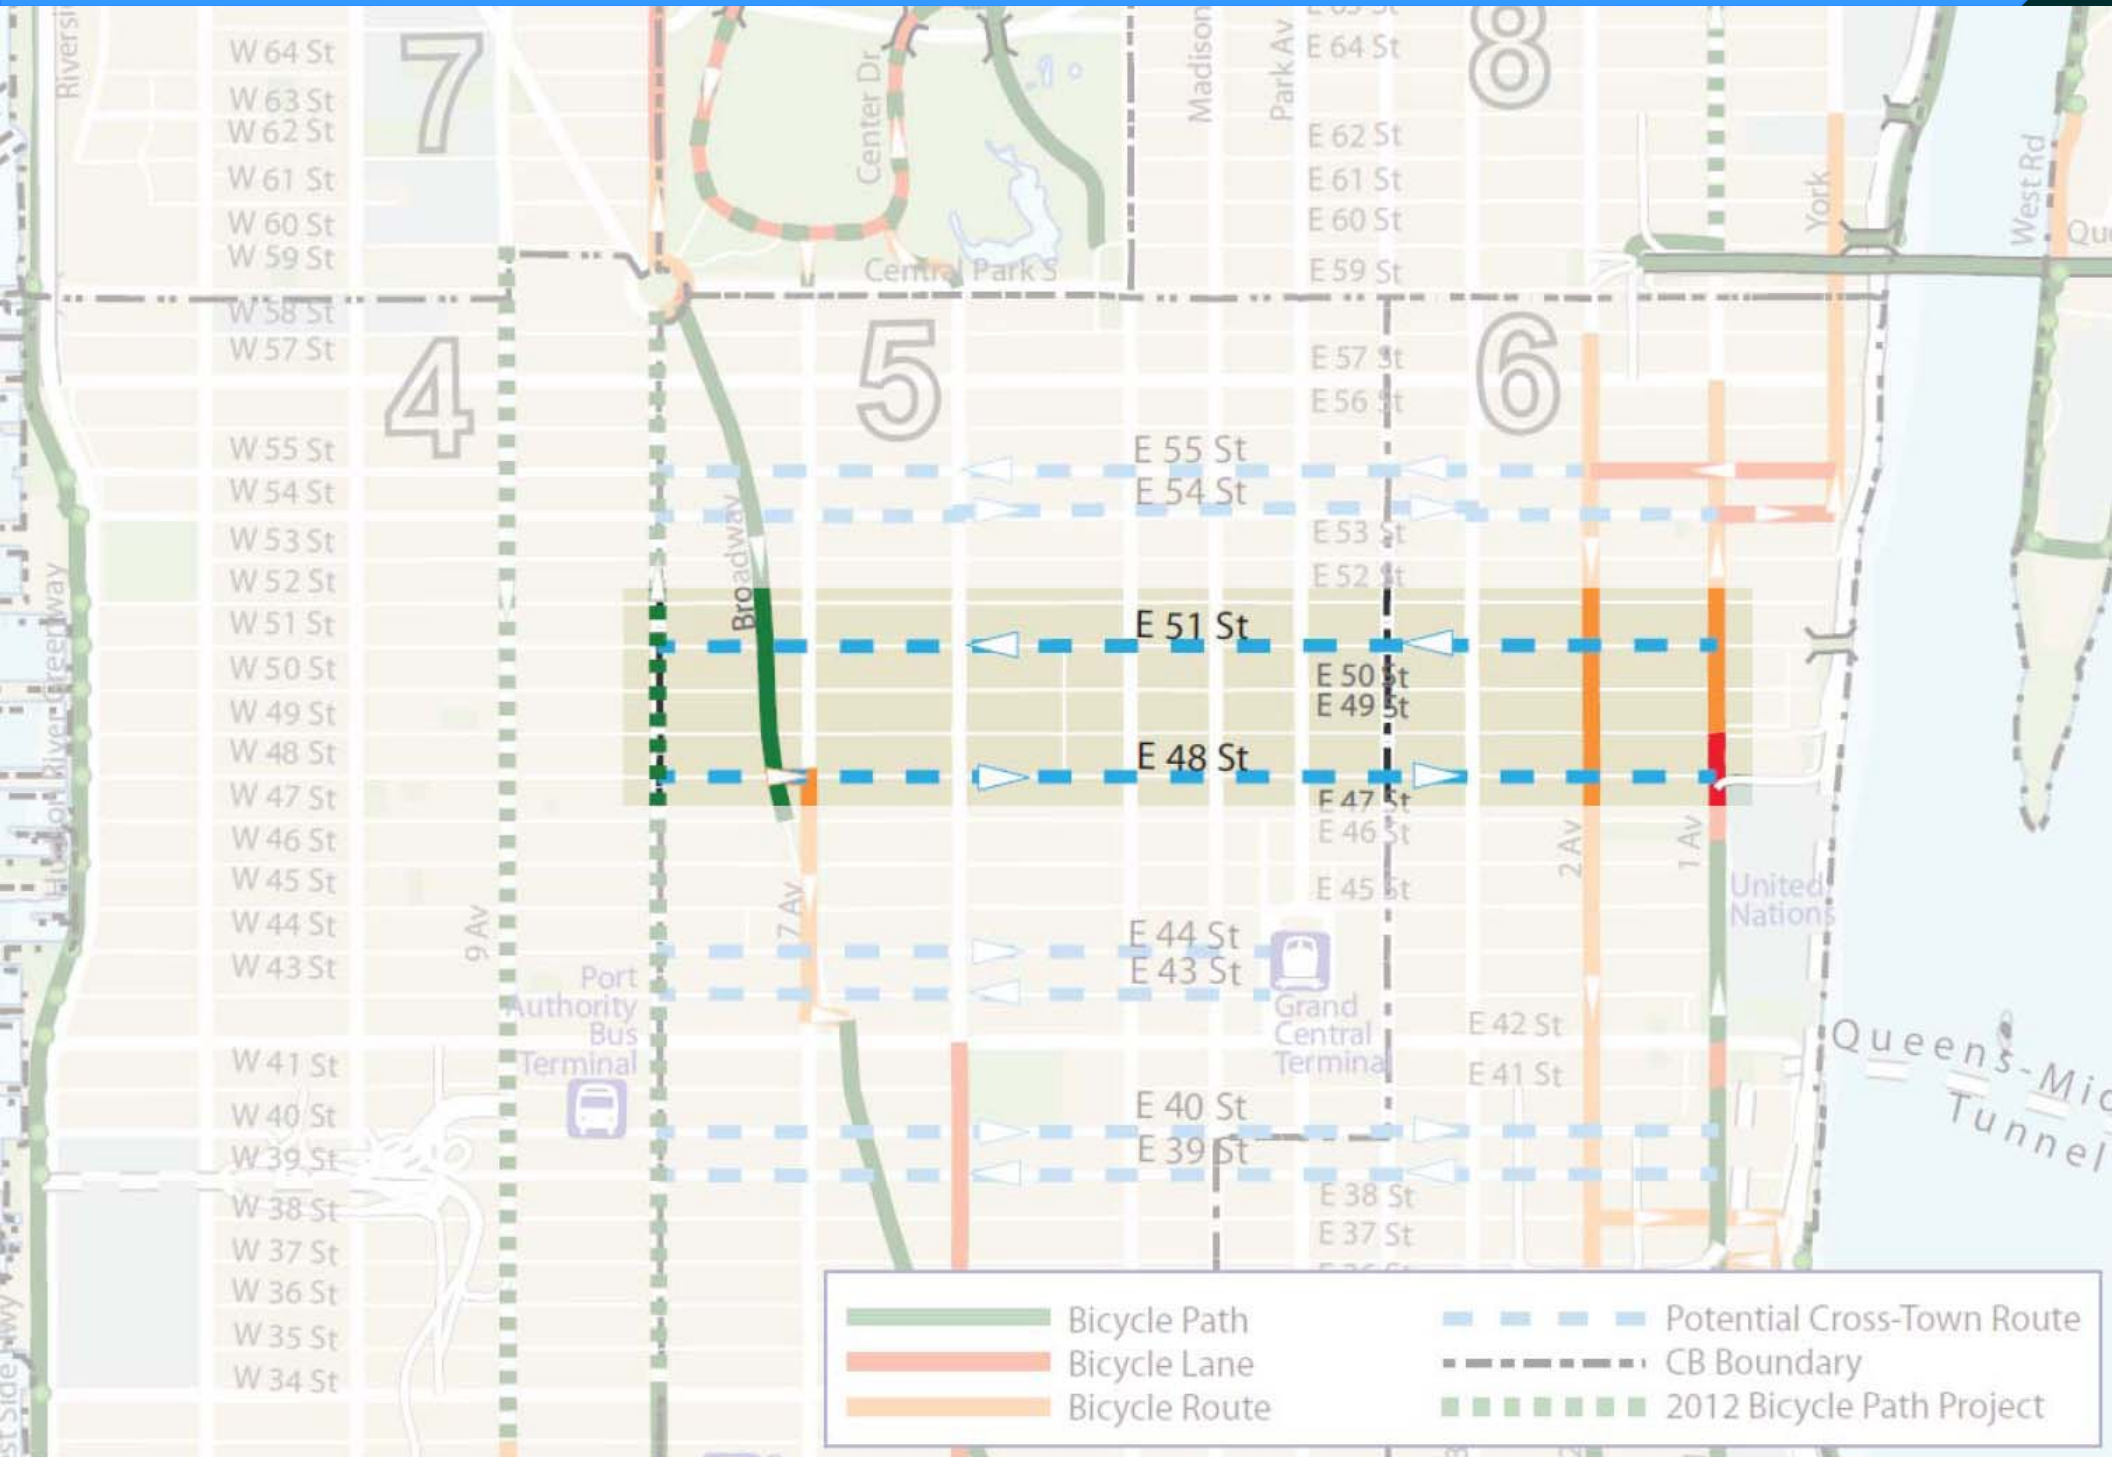 Riversi
W 64 St
W 63 St
W 62 St
W 61 St
W 60 St
W 59 St
W 58 St
W 57 St
W 55 St
W 54 St
W 53 St
W 52 St
W 51 St
W 50 St
W 49 St
W 48 St
W 47 St
W 46 St
W 45 St
W 44 St
W 43 St
W 41 St
W 40 St
W 39 St
W 38 St
W 37 St
W 36 St
W 35 St
W 34 St
7
4
5
8
6
Center Dr
Central Park S
Madison
Park Av
E 64 St
E 62 St
E 61 St
E 60 St
E 59 St
E 57 St
E 56 St
E 55 St
E 54 St
E 53 St
E 52 St
E 51 St
E 50 St
E 49 St
E 48 St
E 47 St
E 46 St
E 45 St
E 44 St
E 43 St
E 42 St
E 41 St
E 40 St
E 39 St
E 38 St
E 37 St
York
West Rd
Qu
Broadway
Hudson River Greenway
9 Av
7 Av
2 Av
1 Av
United
Nations
Port
Authority
Bus
Terminal
Grand
Central
Terminal
Queens-Mid
Tunnel
Bicycle Path
Bicycle Lane
Bicycle Route
Potential Cross-Town Route
CB Boundary
2012 Bicycle Path Project